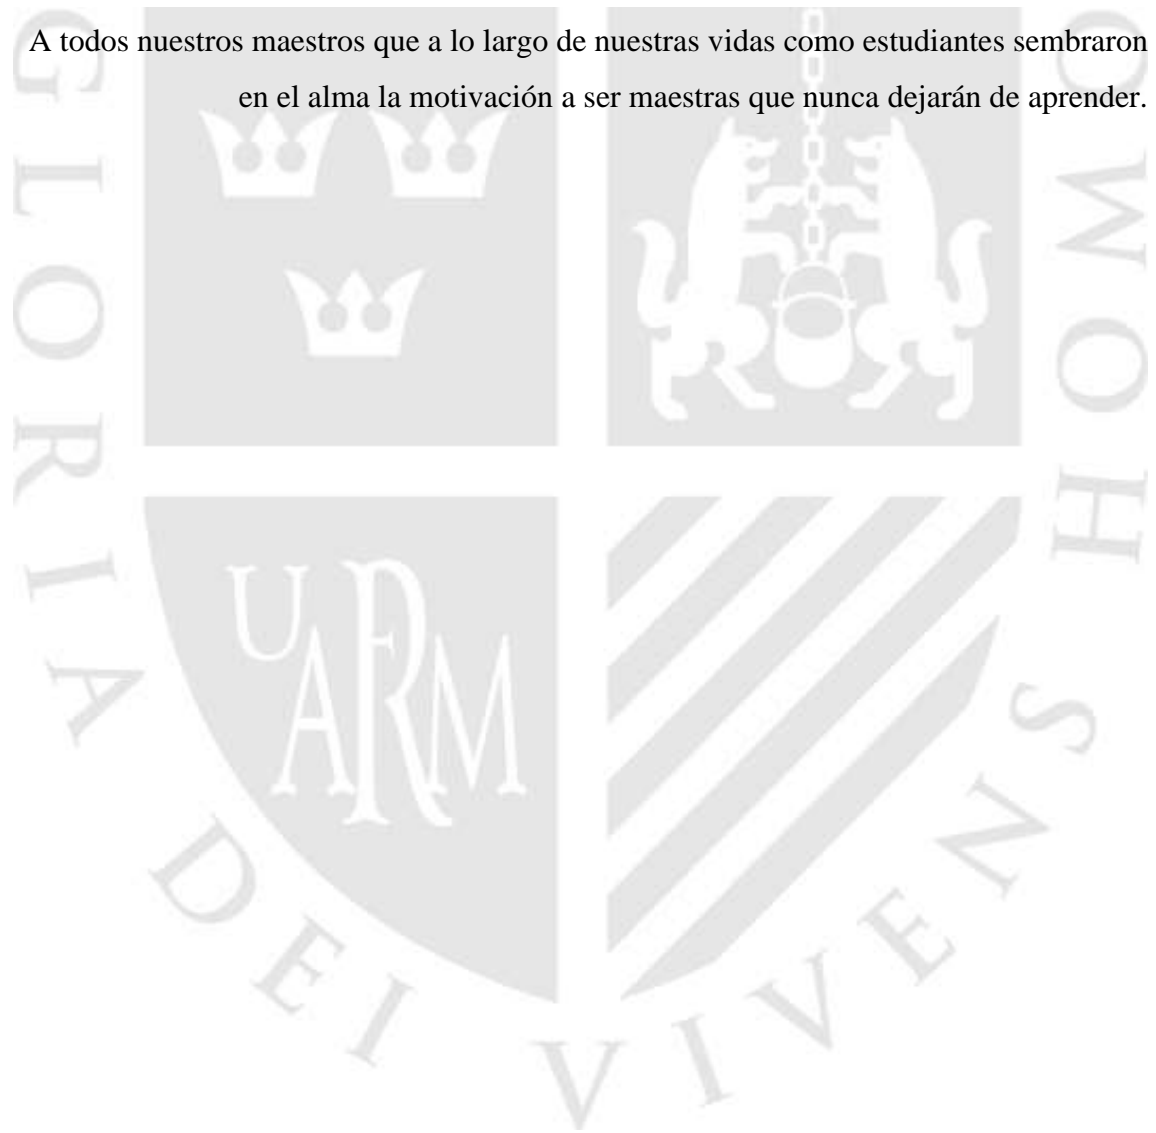 A todos nuestros maestros que a lo largo de nuestras vidas como estudiantes sembraron
en el alma la motivación a ser maestras que nunca dejarán de aprender.
GLORIA DEI VIVENS HOMO
UARM